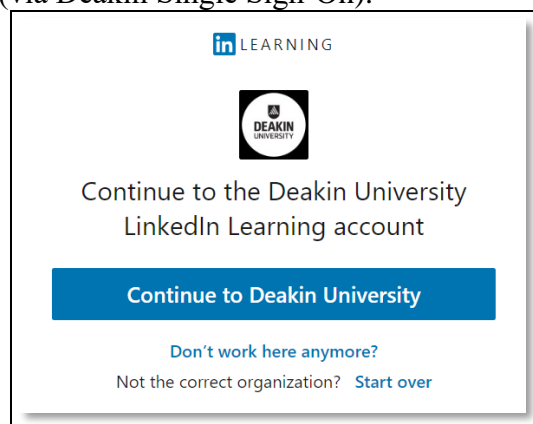 (via Deakin Single Sign-On).
in LEARNING
DEAKIN
UNIVERSITY
Continue to the Deakin University
LinkedIn Learning account
Continue to Deakin University
Don't work here anymore?
Not the correct organization? Start over